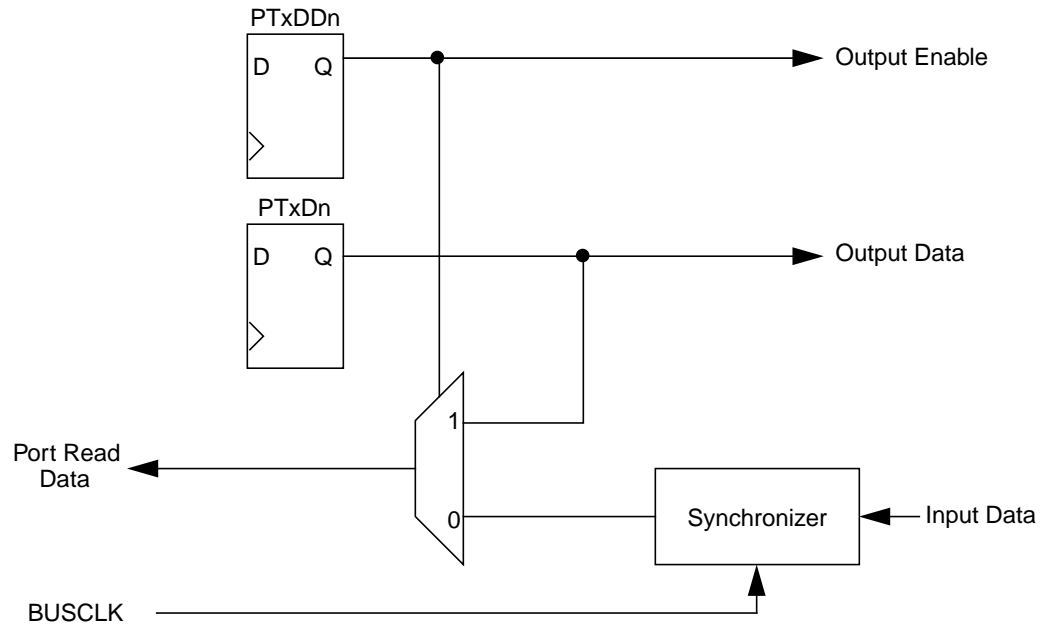 PTxDDn
D Q
Output Enable
PTxDn
D Q
Output Data
1
Port Read
Data
0
Synchronizer
Input Data
BUSCLK